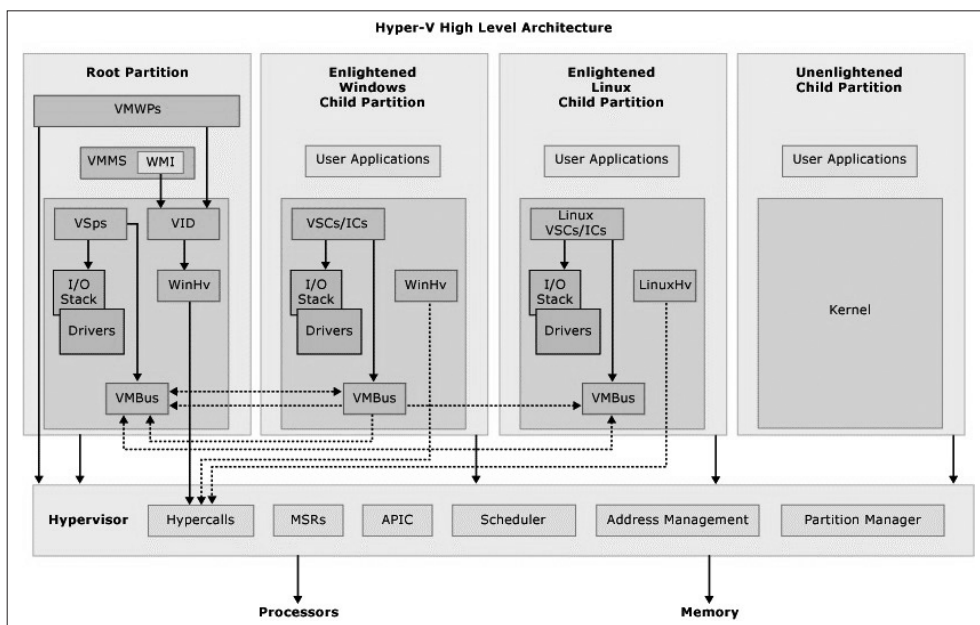 Hyper-V High Level Architecture
Root Partition
VMWPs
VMMS
WMI
VSps
VID
I/O
Stack
Drivers
WinHv
VMBus
Enlightened
Windows
Child Partition
User Applications
VSCs/ICs
I/O
Stack
Drivers
WinHv
VMBus
Enlightened
Linux
Child Partition
User Applications
Linux
VSCs/ICs
I/O
Stack
Drivers
LinuxHv
VMBus
Unenlightened
Child Partition
User Applications
Kernel
Hypervisor
Hypercalls
MSRs
APIC
Scheduler
Address Management
Partition Manager
Processors
Memory